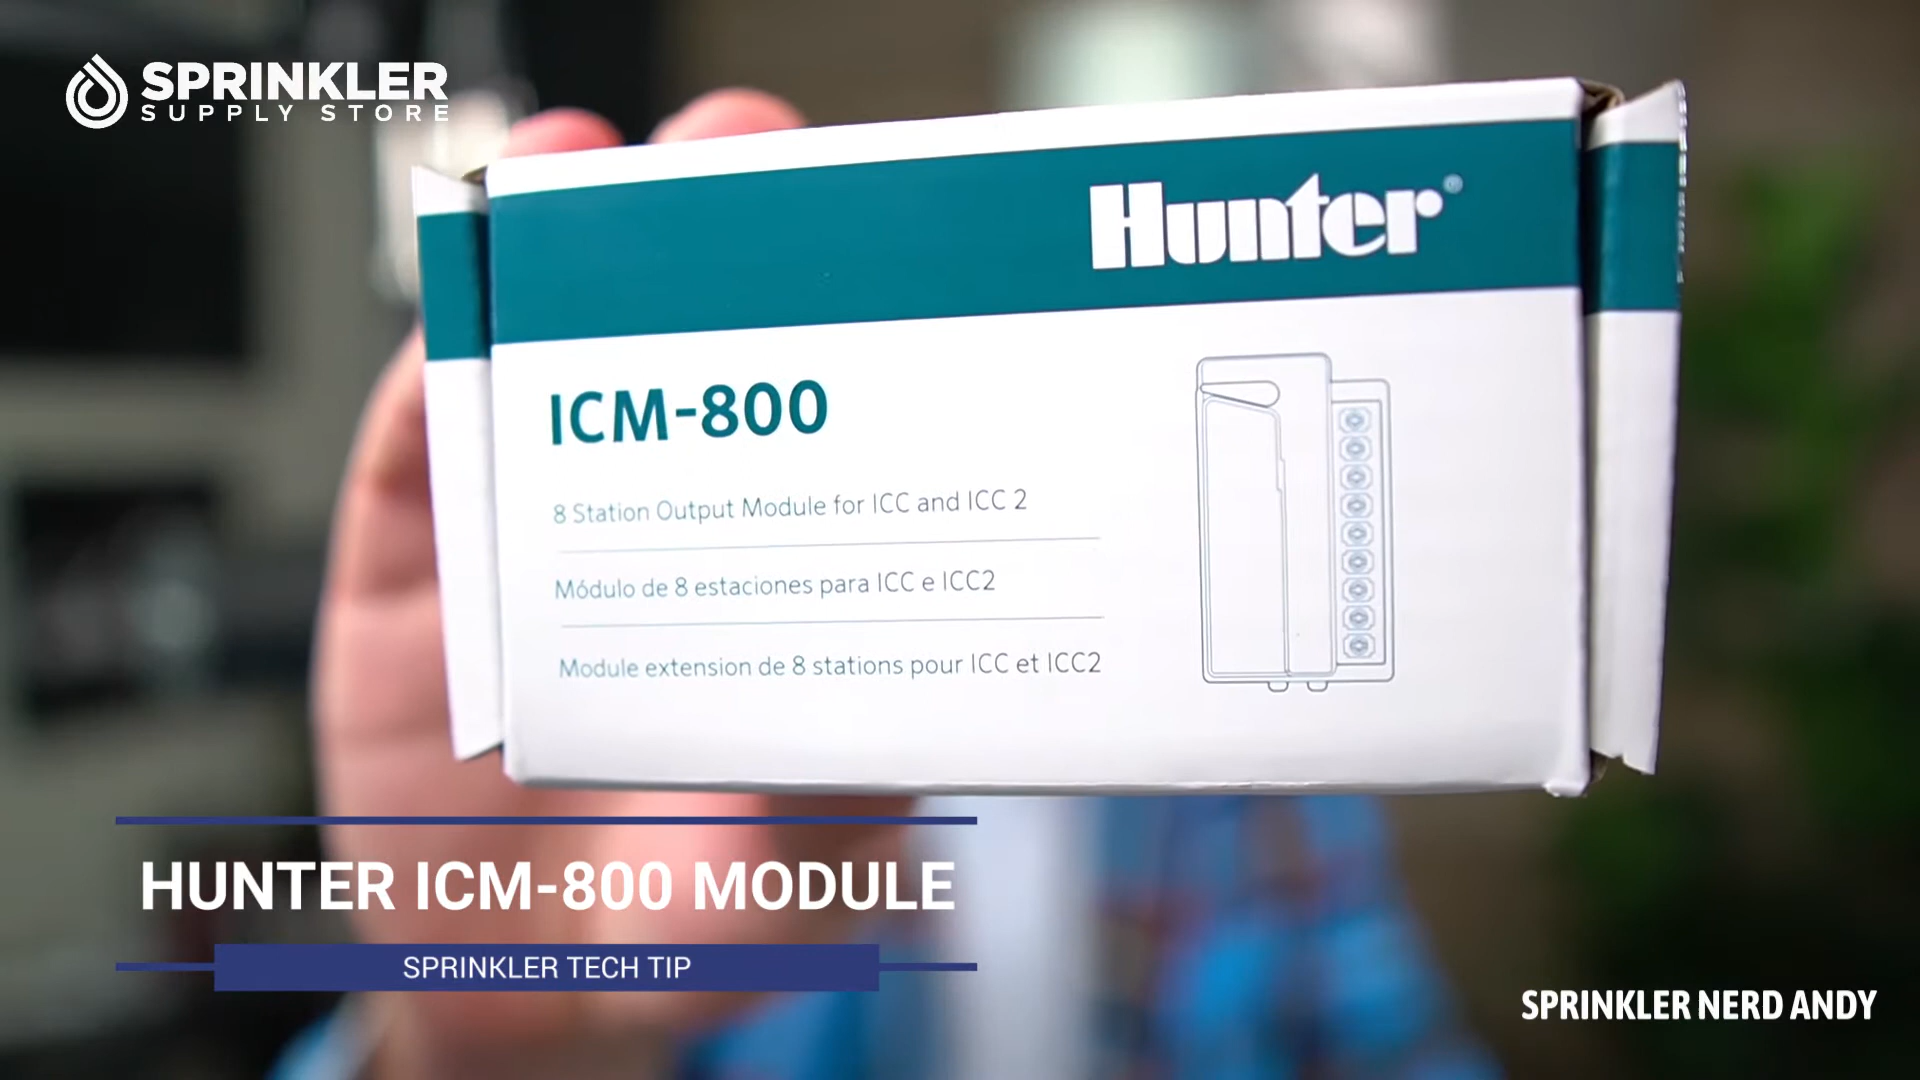 SPRINKLER
SUPPLY STORE
Hunter®
ICM-800
8 Station Output Module for ICC and ICC 2
Módulo de 8 estaciones para ICC e ICC2
Module extension de 8 stations pour ICC et ICC2
HUNTER ICM-800 MODULE
SPRINKLER TECH TIP
SPRINKLER NERD ANDY